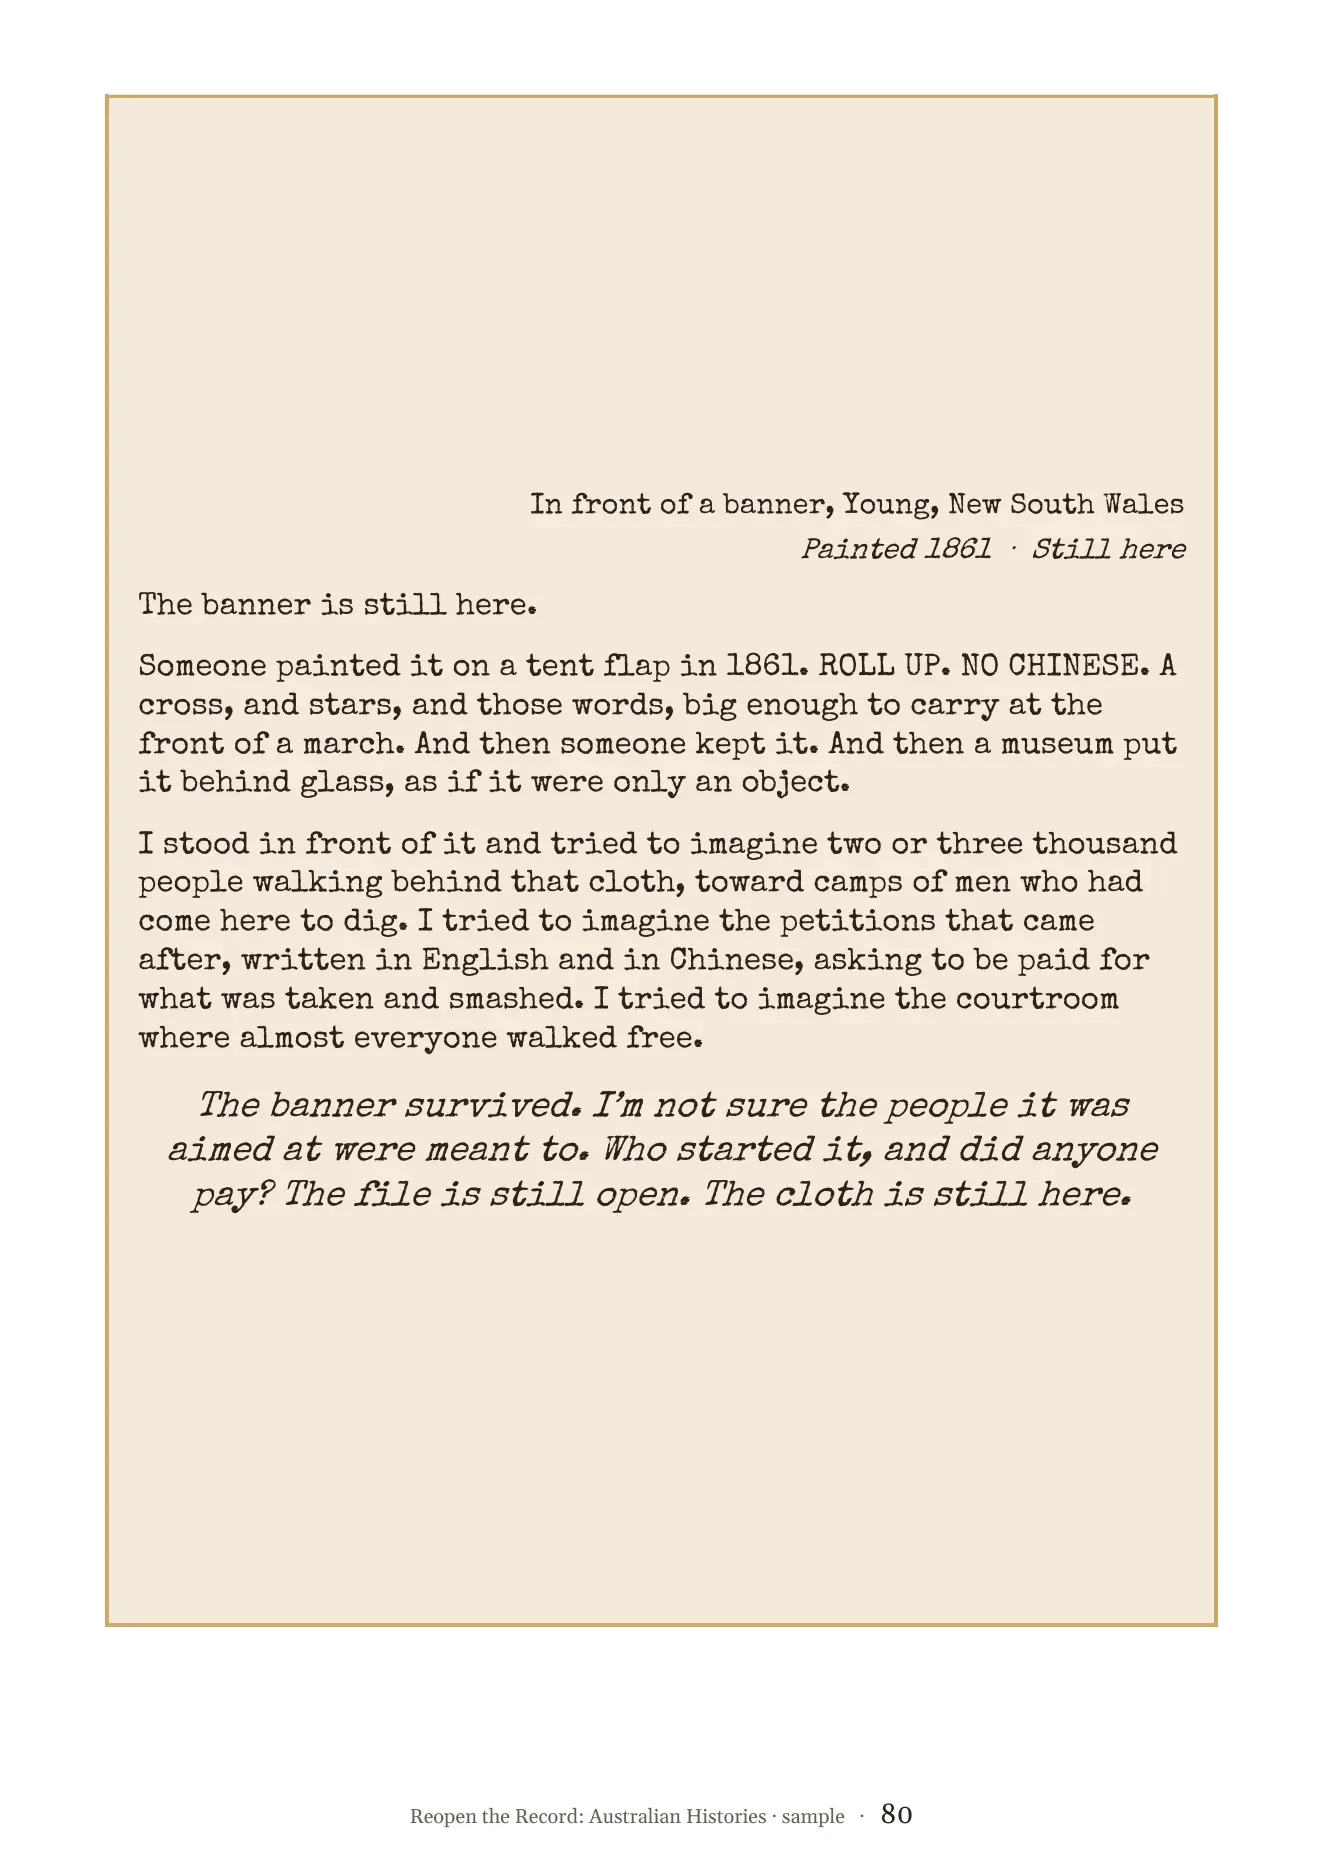 In front of a banner, Young, New South Wales
Painted 1861 · Still here
The banner is still here.
Someone painted it on a tent flap in 1861. ROLL UP. NO CHINESE. A
cross, and stars, and those words, big enough to carry at the
front of a march. And then someone kept it. And then a museum put
it behind glass, as if it were only an object.
I stood in front of it and tried to imagine two or three thousand
people walking behind that cloth, toward camps of men who had
come here to dig. I tried to imagine the petitions that came
after, written in English and in Chinese, asking to be paid for
what was taken and smashed. I tried to imagine the courtroom
where almost everyone walked free.
The banner survived. I’m not sure the people it was
aimed at were meant to. Who started it, and did anyone
pay? The file is still open. The cloth is still here.
Reopen the Record: Australian Histories · sample · 80